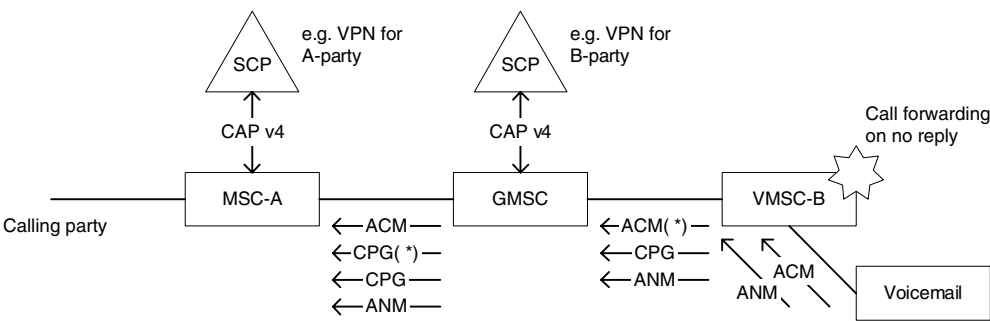 e.g. VPN for
A-party
SCP
e.g. VPN for
B-party
SCP
CAP v4
CAP v4
Call forwarding
on no reply
MSC-A
GMSC
VMSC-B
Calling party
ACM
CPG( *)
CPG
ANM
ACM( *)
CPG
ANM
ACM
ANM
Voicemail